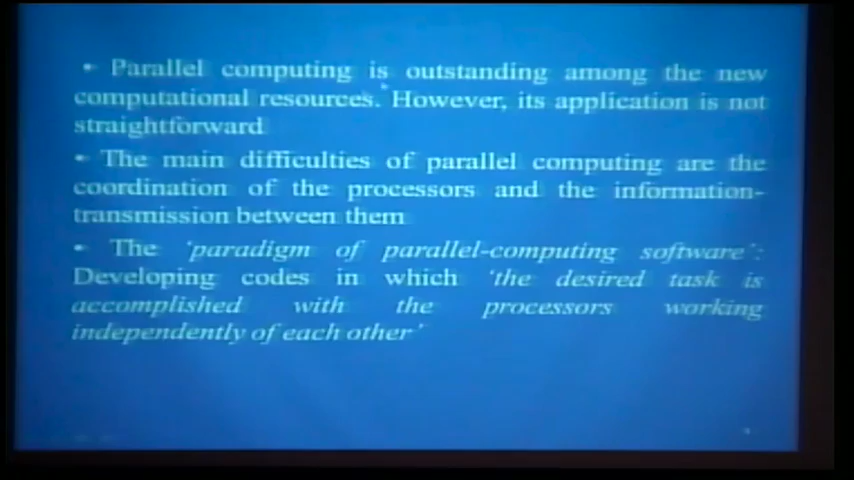 • Parallel computing is outstanding among the new
computational resources. However, its application is not
straightforward
• The main difficulties of parallel computing are the
coordination of the processors and the information-
transmission between them
• The ‘paradigm of parallel-computing software’:
Developing codes in which ‘the desired task is
accomplished with the processors working
independently of each other’